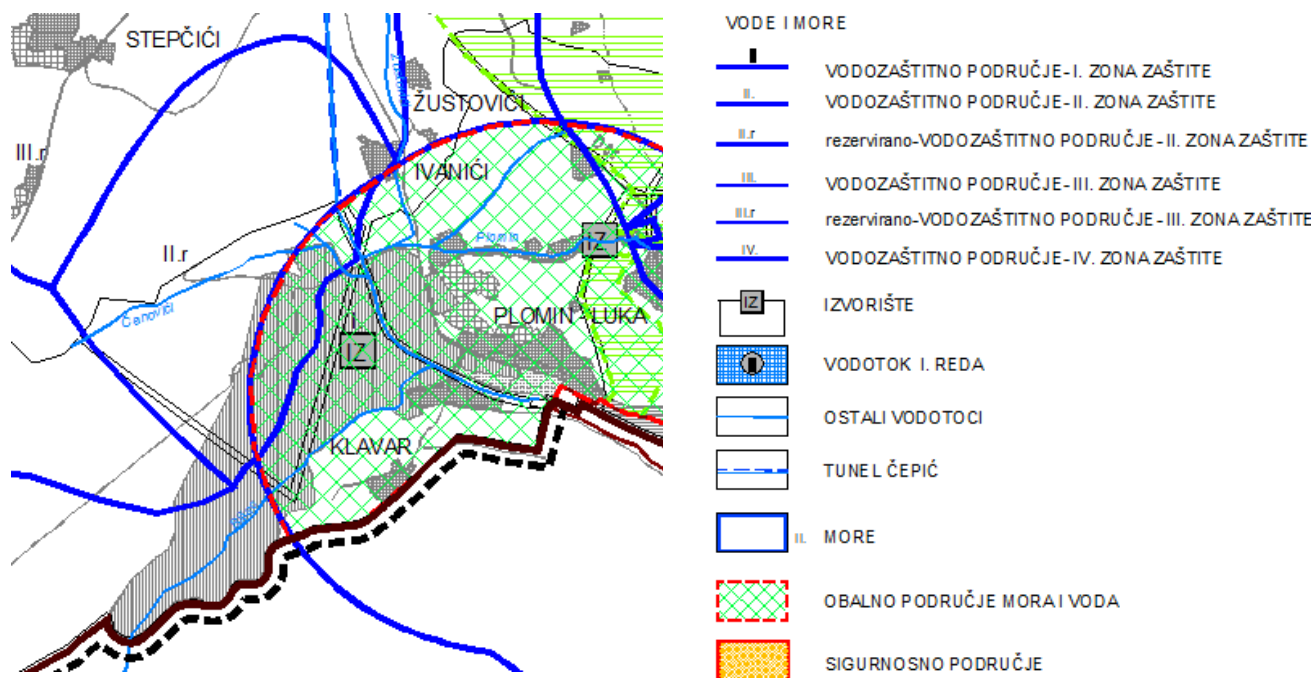 STEPČIĆI
ŽUSTOVIĆI
III.r
IVANIĆI
Plomin
IZ
II.r
Čenovići
PLOMIN - LUKA
IZ
KLAVAR
VODE I MORE
VODOZAŠTITNO PODRUČJE- I. ZONA ZAŠTITE
II.
VODOZAŠTITNO PODRUČJE- II. ZONA ZAŠTITE
II.r
rezervirano-VODOZAŠTITNO PODRUČJE - II. ZONA ZAŠTITE
III.
VODOZAŠTITNO PODRUČJE- III. ZONA ZAŠTITE
III.r
rezervirano-VODOZAŠTITNO PODRUČJE - III. ZONA ZAŠTITE
IV.
VODOZAŠTITNO PODRUČJE- IV. ZONA ZAŠTITE
IZ
IZVORIŠTE
VODOTOK I. REDA
OSTALI VODOTOCI
TUNEL ČEPIĆ
II.
MORE
OBALNO PODRUČJE MORA I VODA
SIGURNOSNO PODRUČJE